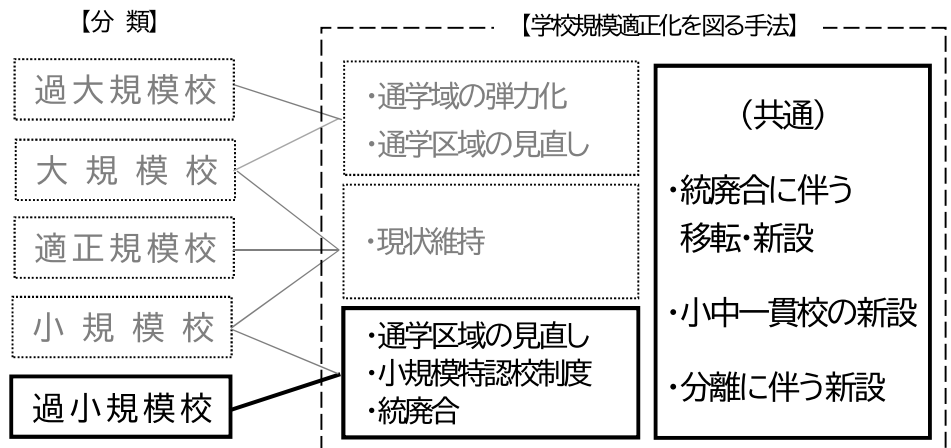 【分 類】
過大規模校
大規模校
適正規模校
小規模校
過小規模校
【学校規模適正化を図る手法】
・通学域の弾力化
・通学区域の見直し
・現状維持
・通学区域の見直し
・小規模特認校制度
・統廃合
（共通）
・統廃合に伴う
移転・新設
・小中一貫校の新設
・分離に伴う新設